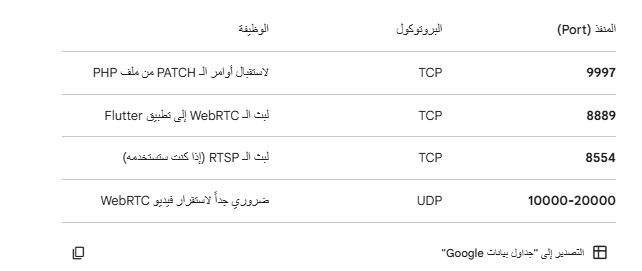 المنفذ (Port) البروتوكول الوظيفة
9997 TCP لاستقبال أوامر الـ PATCH من ملف PHP
8889 TCP لبث الـ WebRTC إلى تطبيق Flutter
8554 TCP لبث الـ RTSP (إذا كنت ستستخدمه)
10000-20000 UDP ضروري جداً لاستقرار فيديو WebRTC
التصدير إلى "جداول بيانات Google"